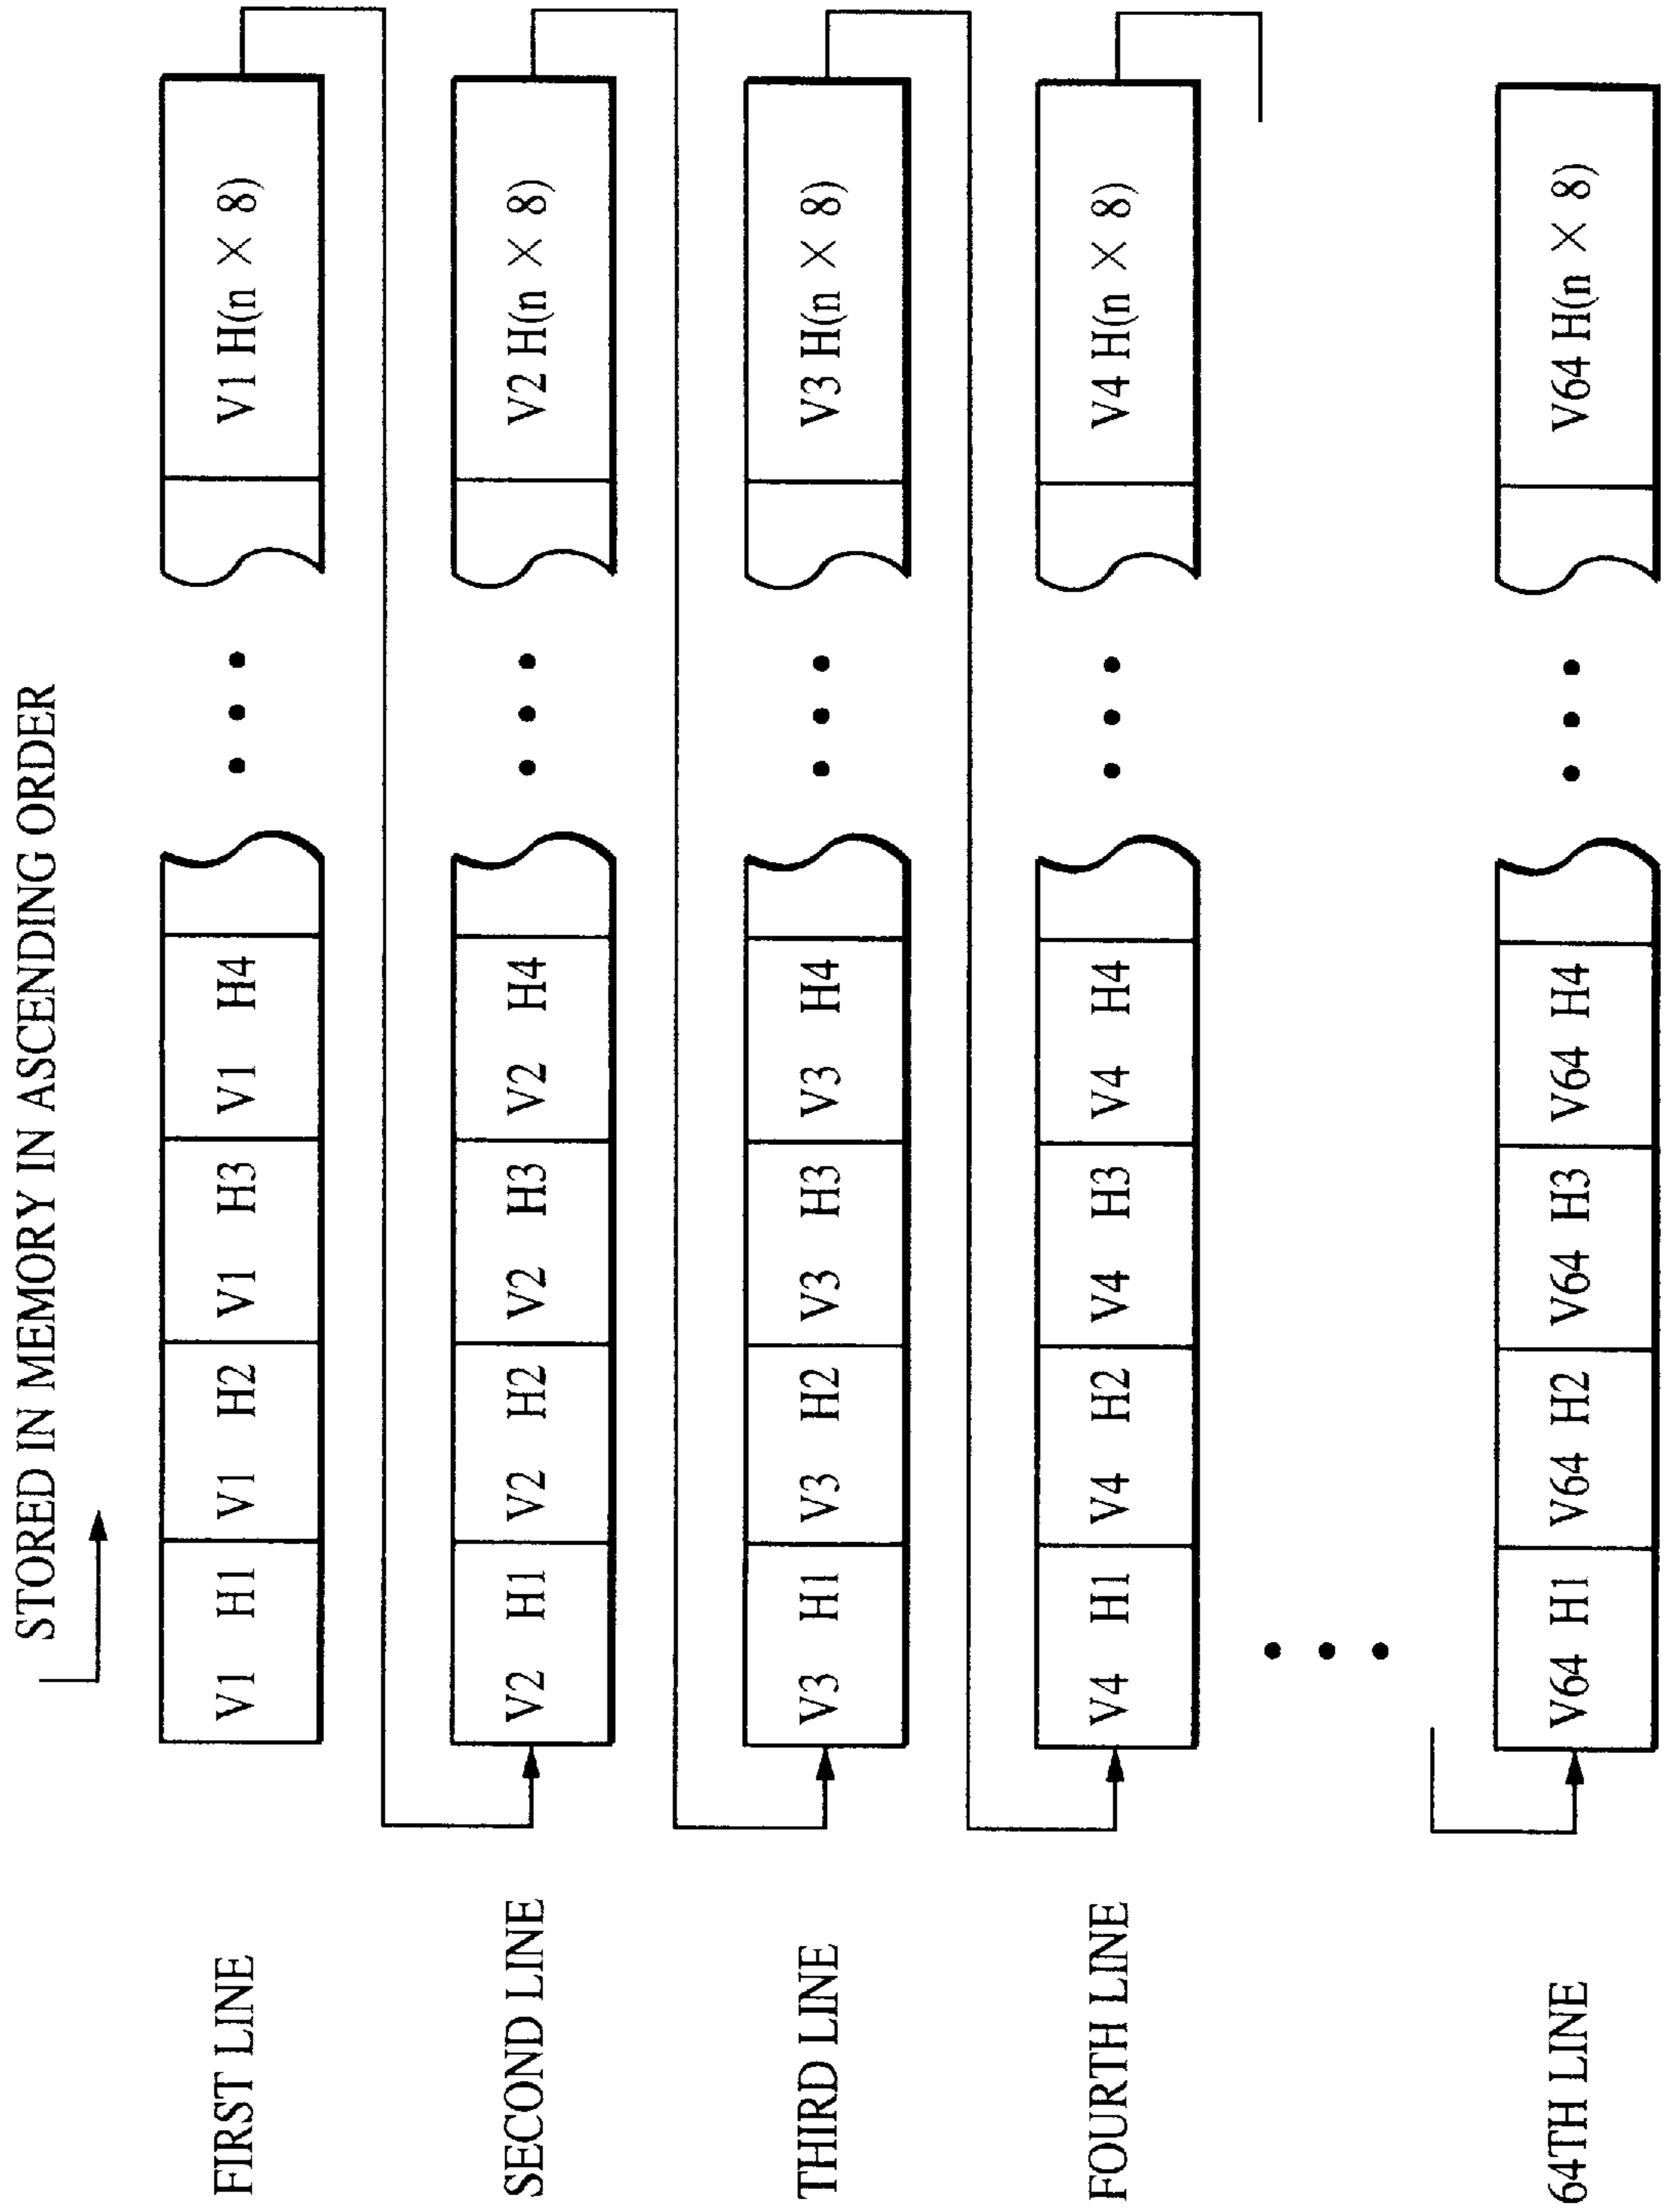 STORED IN MEMORY IN ASCENDING ORDER
FIRST LINE V1 H1 V1 H2 V1 H3 V1 H4 V1 H(n × 8)
SECOND LINE V2 H1 V2 H2 V2 H3 V2 H4 V2 H(n × 8)
THIRD LINE V3 H1 V3 H2 V3 H3 V3 H4 V3 H(n × 8)
FOURTH LINE V4 H1 V4 H2 V4 H3 V4 H4 V4 H(n × 8)
64TH LINE V64 H1 V64 H2 V64 H3 V64 H4 V64 H(n × 8)